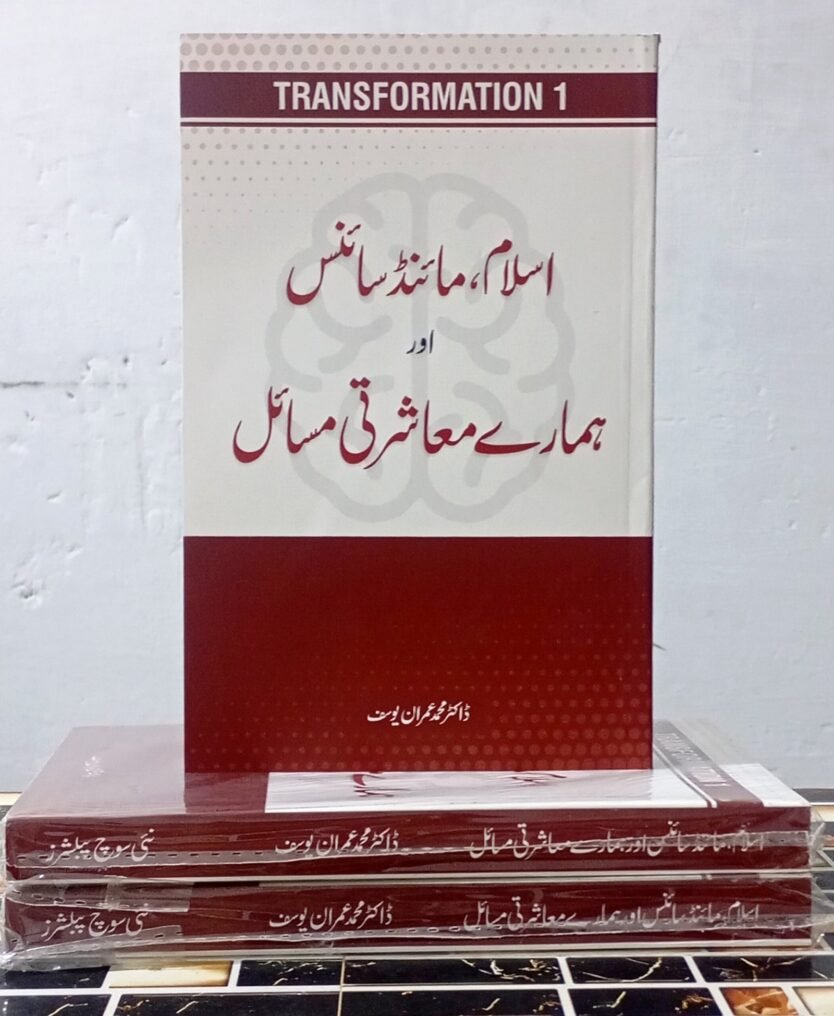 TRANSFORMATION 1
اسلام، مائنڈ سائنس
اور
ہمارے معاشرتی مسائل
ڈاکٹر محمد عمران یوسف
اسلام، مائنڈ سائنس اور ہمارے معاشرتی مسائل ڈاکٹر محمد عمران یوسف نئی سوچ پبلشرز
اسلام، مائنڈ سائنس اور ہمارے معاشرتی مسائل ڈاکٹر محمد عمران یوسف نئی سوچ پبلشرز